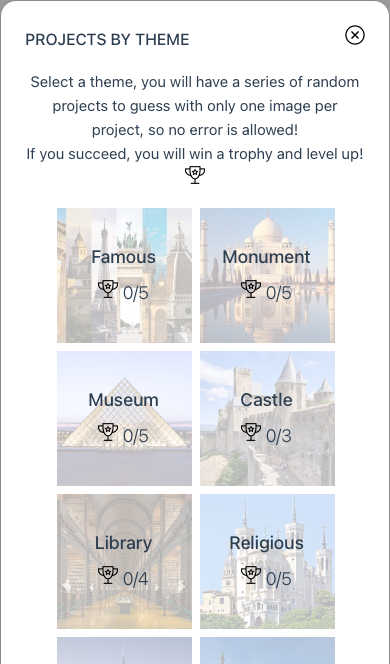 PROJECTS BY THEME
Select a theme, you will have a series of random
projects to guess with only one image per
project, so no error is allowed!
If you succeed, you will win a trophy and level up!
Famous
0/5
Monument
0/5
Museum
0/5
Castle
0/3
Library
0/4
Religious
0/5